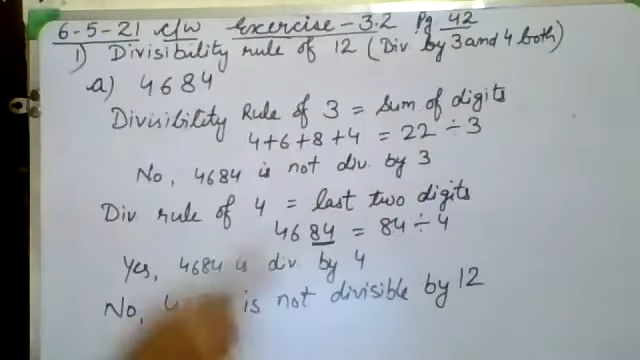 6-5-21 c/w Exercise-3.2 Pg 42
1) Divisibility rule of 12 (Div by 3 and 4 both)
a) 4684
Divisibility Rule of 3 = Sum of digits
4+6+8+4 = 22 ÷ 3
No, 4684 is not div. by 3
Div rule of 4 = last two digits
4684 = 84 ÷ 4
Yes, 4684 is div by 4
No, is not divisible by 12